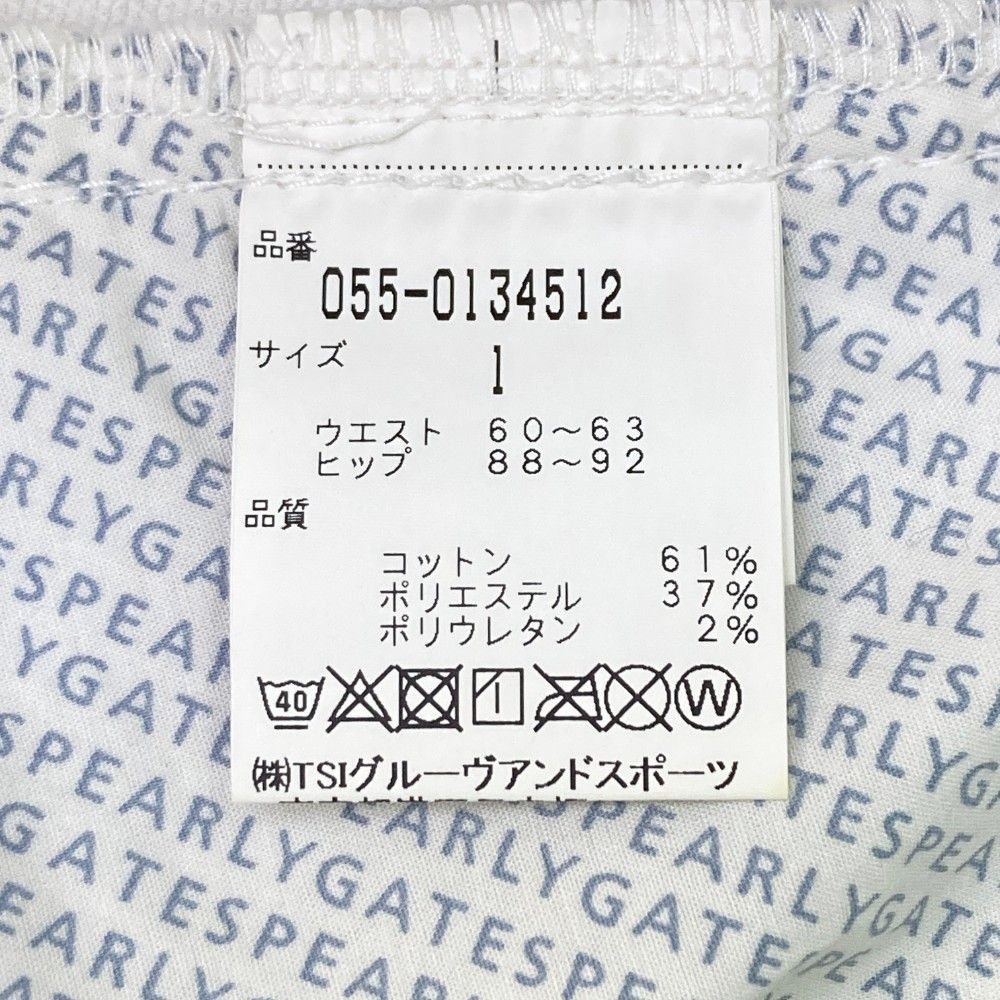 品番
055-0134512
サイズ
1
ウエスト 60～63
ヒップ 88～92
品質
コットン 61%
ポリエステル 37%
ポリウレタン 2%
40 W
㈱TSIグルーヴアンドスポーツ
PEARLYGATES